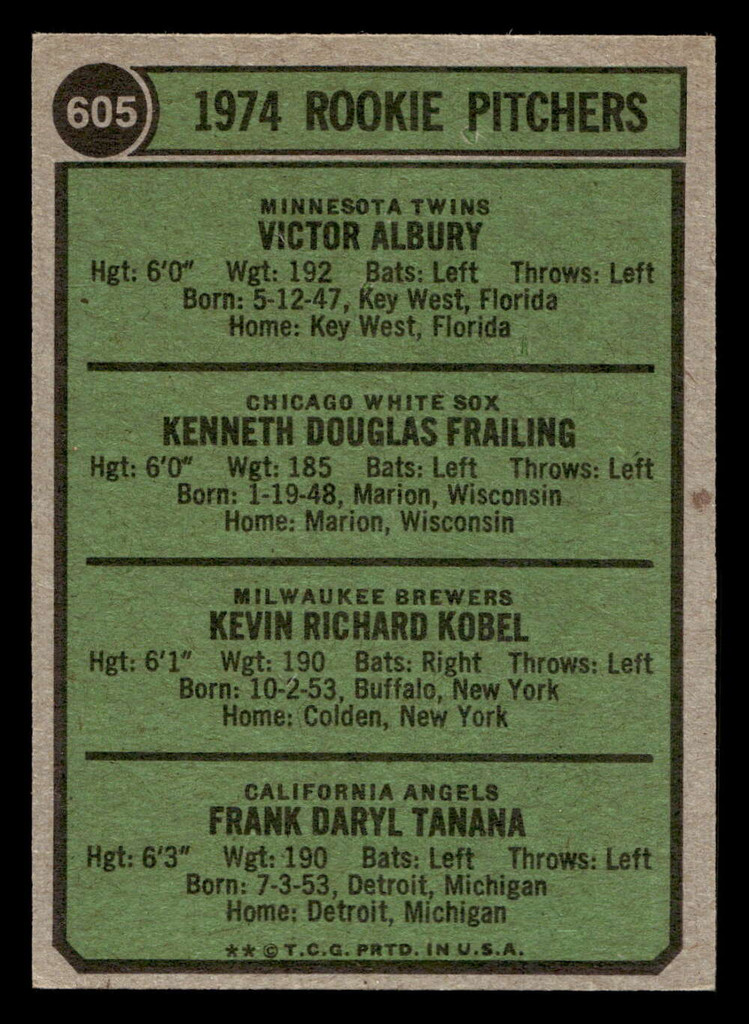 605
1974 ROOKIE PITCHERS
MINNESOTA TWINS
VICTOR ALBURY
Hgt: 6'0" Wgt: 192 Bats: Left Throws: Left
Born: 5-12-47, Key West, Florida
Home: Key West, Florida
CHICAGO WHITE SOX
KENNETH DOUGLAS FRAILING
Hgt: 6'0" Wgt: 185 Bats: Left Throws: Left
Born: 1-19-48, Marion, Wisconsin
Home: Marion, Wisconsin
MILWAUKEE BREWERS
KEVIN RICHARD KOBEL
Hgt: 6'1" Wgt: 190 Bats: Right Throws: Left
Born: 10-2-53, Buffalo, New York
Home: Colden, New York
CALIFORNIA ANGELS
FRANK DARYL TANANA
Hgt: 6'3" Wgt: 190 Bats: Left Throws: Left
Born: 7-3-53, Detroit, Michigan
Home: Detroit, Michigan
** © T.C.G. PRTD. IN U.S.A.